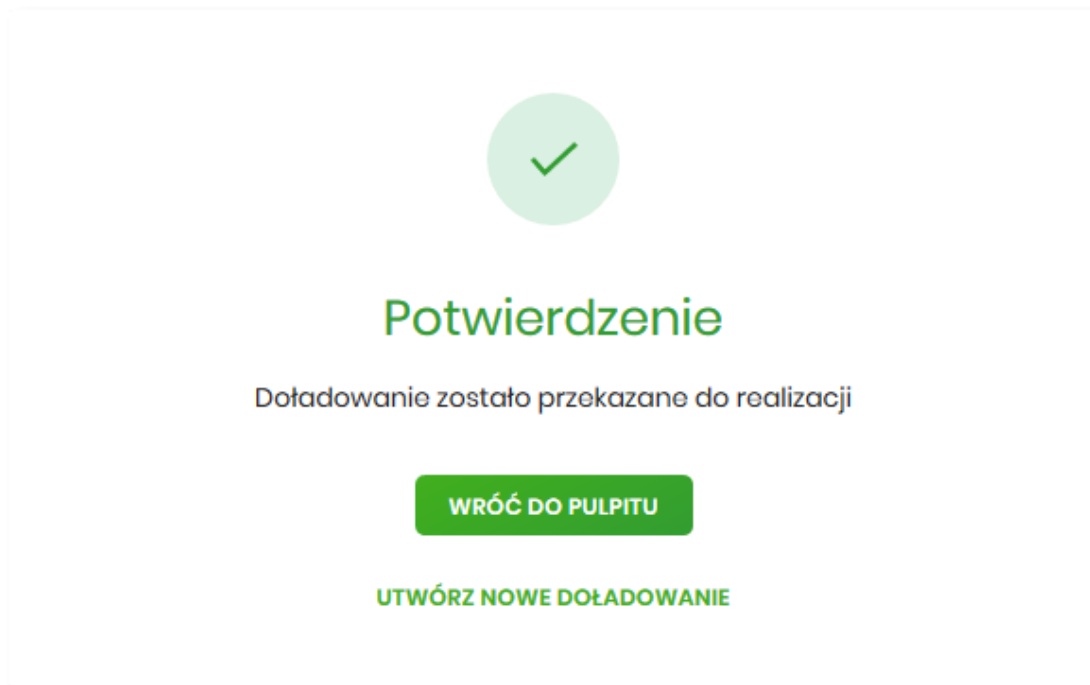 Potwierdzenie
Doładowanie zostało przekazane do realizacji
WRÓĆ DO PULPITU
UTWÓRZ NOWE DOŁADOWANIE